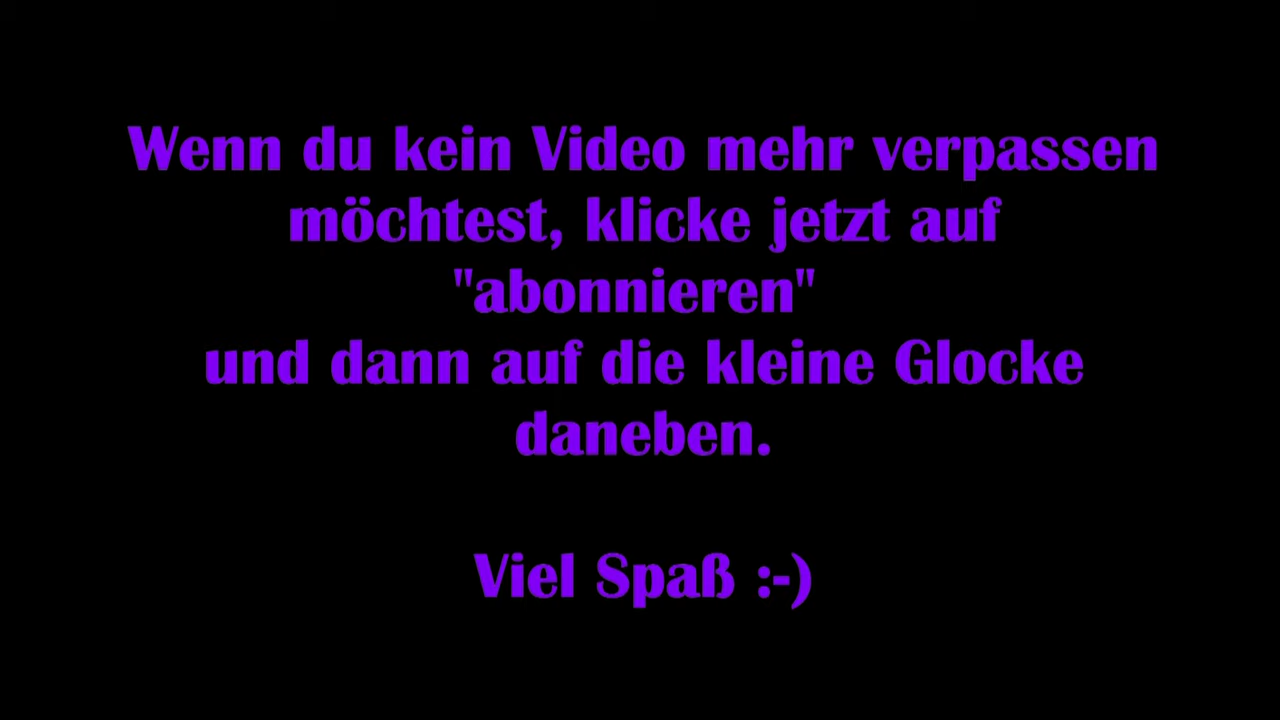 Wenn du kein Video mehr verpassen
möchtest, klicke jetzt auf
"abonnieren"
und dann auf die kleine Glocke
daneben.
Viel Spaß :-)